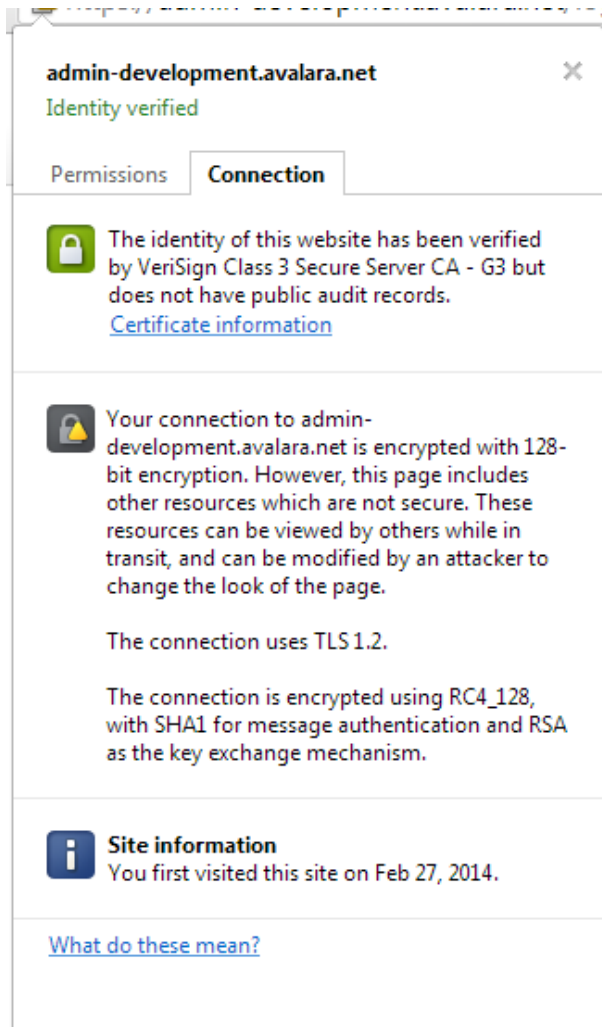 admin-development.avalara.net
Identity verified
Permissions Connection
The identity of this website has been verified
by VeriSign Class 3 Secure Server CA - G3 but
does not have public audit records.
Certificate information
Your connection to admin-
development.avalara.net is encrypted with 128-
bit encryption. However, this page includes
other resources which are not secure. These
resources can be viewed by others while in
transit, and can be modified by an attacker to
change the look of the page.
The connection uses TLS 1.2.
The connection is encrypted using RC4_128,
with SHA1 for message authentication and RSA
as the key exchange mechanism.
Site information
You first visited this site on Feb 27, 2014.
What do these mean?